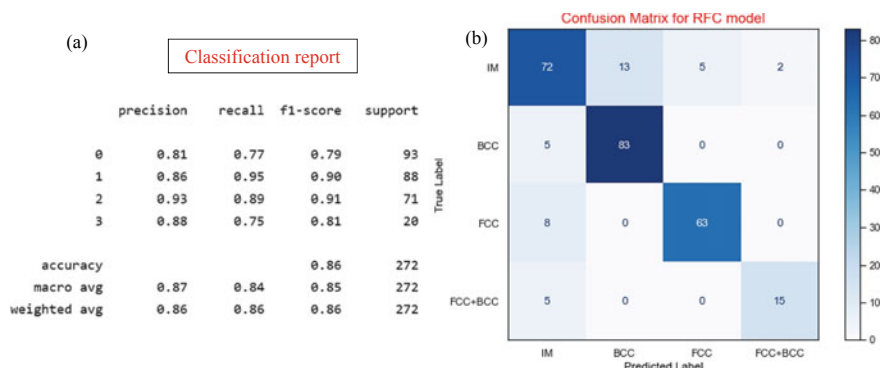 (a)
Classification report
precision recall f1-score support
0 0.81 0.77 0.79 93
1 0.86 0.95 0.90 88
2 0.93 0.89 0.91 71
3 0.88 0.75 0.81 20
accuracy 0.86 272
macro avg 0.87 0.84 0.85 272
weighted avg 0.86 0.86 0.86 272
(b)
Confusion Matrix for RFC model
True Label
IM 72 13 5 2
BCC 5 83 0 0
FCC 8 0 63 0
FCC+BCC 5 0 0 15
IM BCC FCC FCC+BCC
Predicted Label
80
70
60
50
40
30
20
10
0